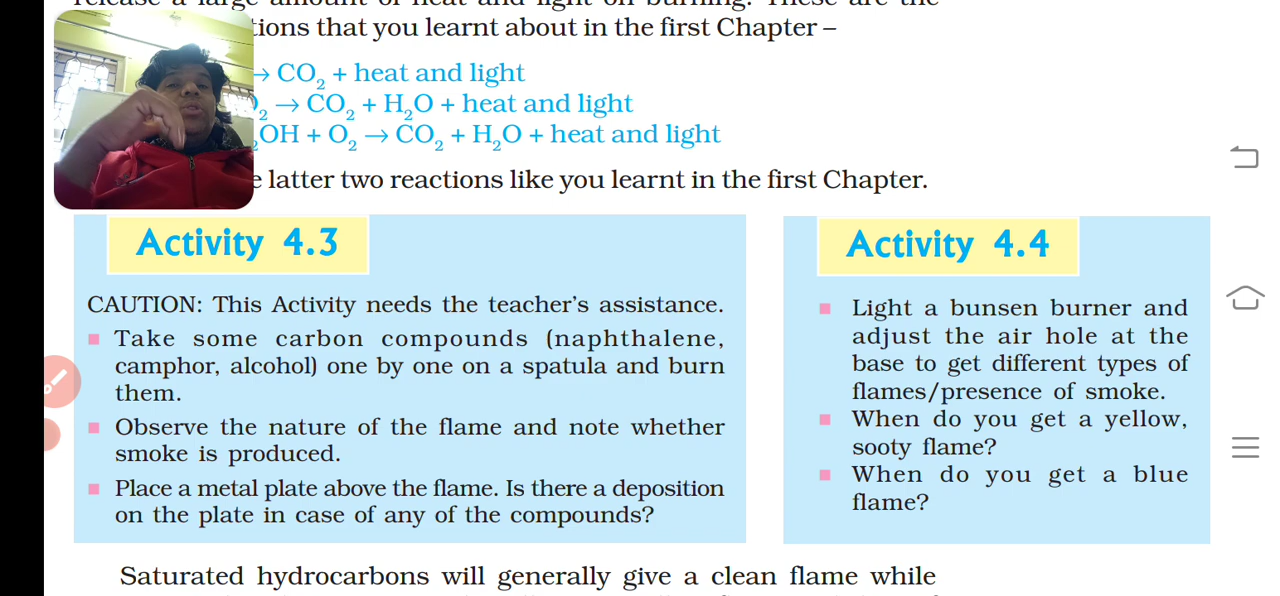 tions that you learnt about in the first Chapter –
→ CO₂ + heat and light
₂ → CO₂ + H₂O + heat and light
₂OH + O₂ → CO₂ + H₂O + heat and light
e latter two reactions like you learnt in the first Chapter.
Activity 4.3
CAUTION: This Activity needs the teacher's assistance.
Take some carbon compounds (naphthalene,
camphor, alcohol) one by one on a spatula and burn
them.
Observe the nature of the flame and note whether
smoke is produced.
Place a metal plate above the flame. Is there a deposition
on the plate in case of any of the compounds?
Activity 4.4
Light a bunsen burner and
adjust the air hole at the
base to get different types of
flames/presence of smoke.
When do you get a yellow,
sooty flame?
When do you get a blue
flame?
Saturated hydrocarbons will generally give a clean flame while